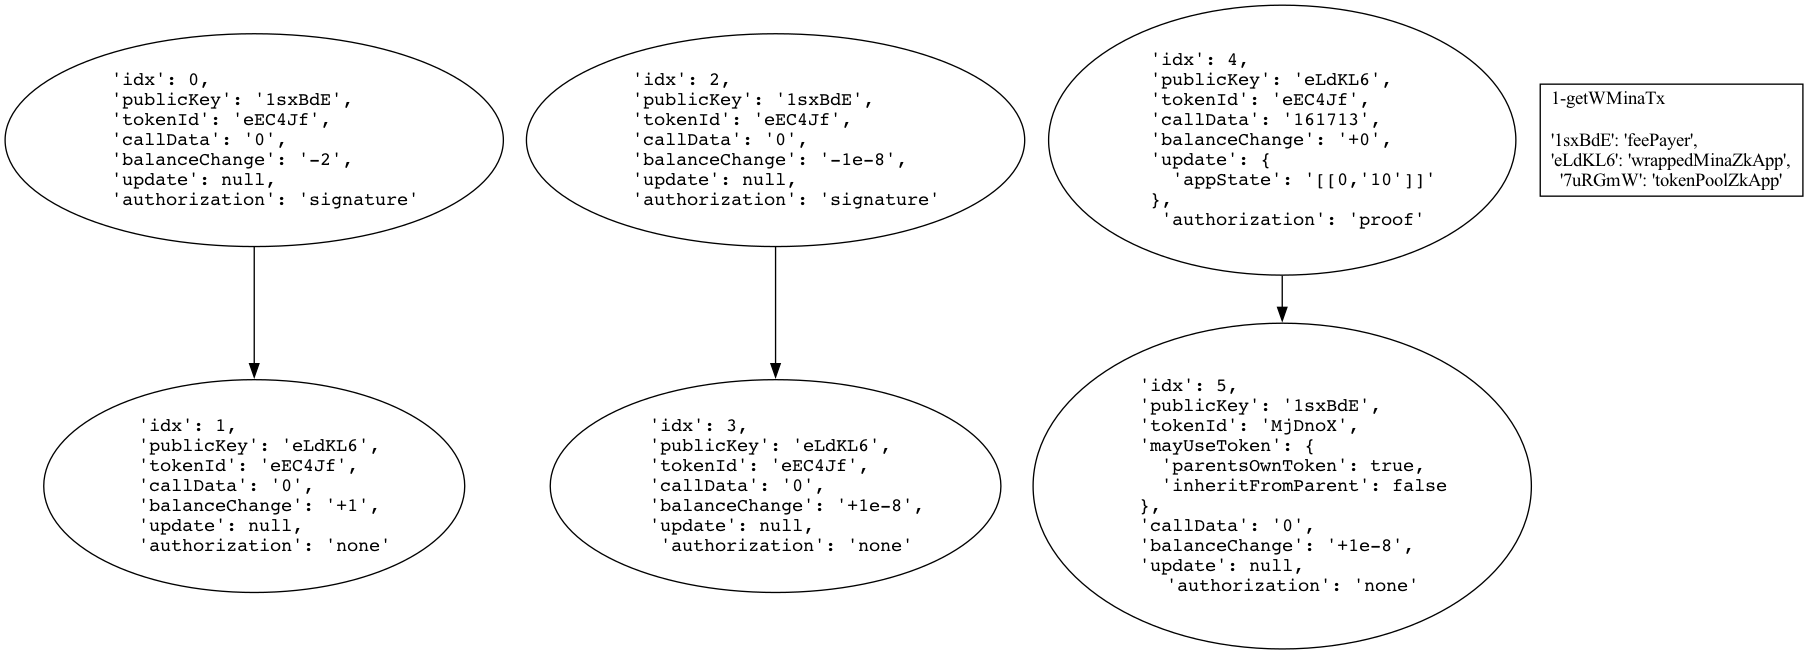 'idx': 0,
'publicKey': '1sxBdE',
'tokenId': 'eEC4Jf',
'callData': '0',
'balanceChange': '-2',
'update': null,
'authorization': 'signature'
'idx': 1,
'publicKey': 'eLdKL6',
'tokenId': 'eEC4Jf',
'callData': '0',
'balanceChange': '+1',
'update': null,
'authorization': 'none'
'idx': 2,
'publicKey': '1sxBdE',
'tokenId': 'eEC4Jf',
'callData': '0',
'balanceChange': '-1e-8',
'update': null,
'authorization': 'signature'
'idx': 3,
'publicKey': 'eLdKL6',
'tokenId': 'eEC4Jf',
'callData': '0',
'balanceChange': '+1e-8',
'update': null,
'authorization': 'none'
'idx': 4,
'publicKey': 'eLdKL6',
'tokenId': 'eEC4Jf',
'callData': '161713',
'balanceChange': '+0',
'update': {
'appState': '[[0,'10']]'
},
'authorization': 'proof'
'idx': 5,
'publicKey': '1sxBdE',
'tokenId': 'MjDnoX',
'mayUseToken': {
'parentsOwnToken': true,
'inheritFromParent': false
},
'callData': '0',
'balanceChange': '+1e-8',
'update': null,
'authorization': 'none'
1-getWMinaTx
'1sxBdE': 'feePayer',
'eLdKL6': 'wrappedMinaZkApp',
'7uRGmW': 'tokenPoolZkApp'